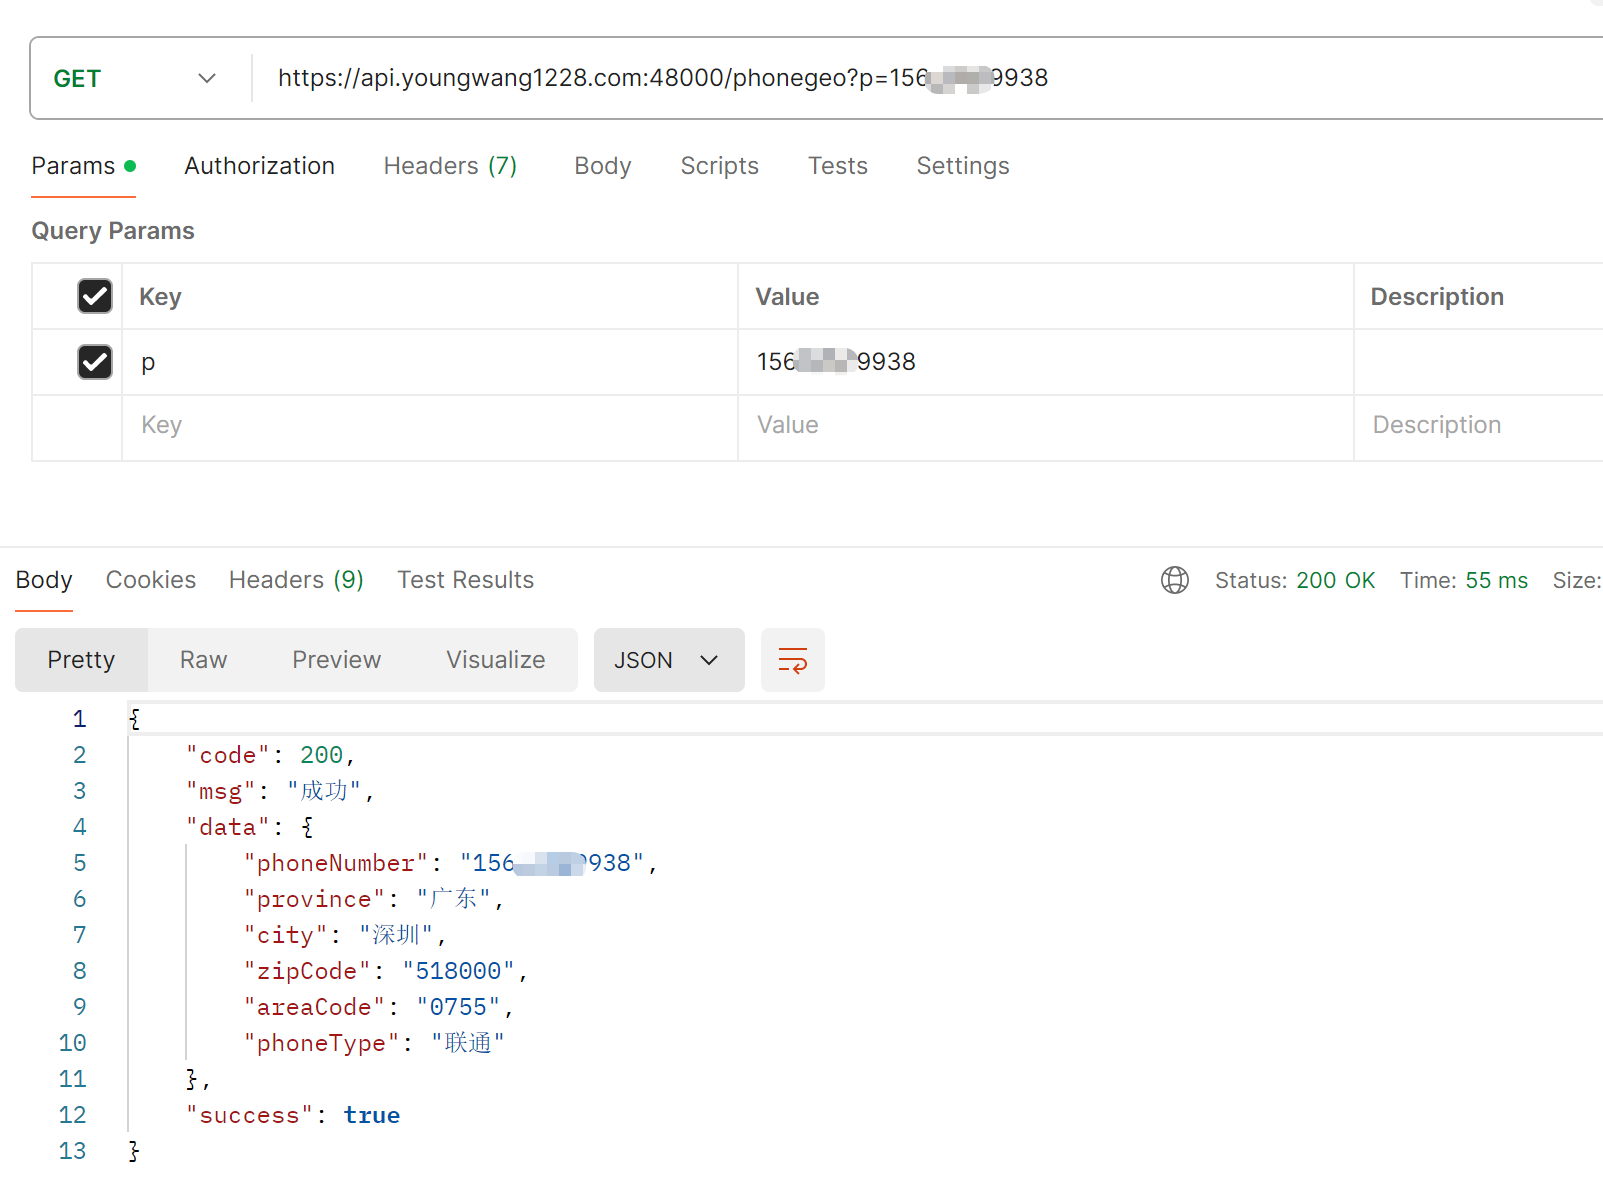 GET https://api.youngwang1228.com:48000/phonegeo?p=156 9938
Params Authorization Headers (7) Body Scripts Tests Settings
Query Params
Key Value Description
p 156 9938
Key Value Description
Body Cookies Headers (9) Test Results Status: 200 OK Time: 55 ms Size:
Pretty Raw Preview Visualize JSON
1 {
2 "code": 200,
3 "msg": "成功",
4 "data": {
5 "phoneNumber": "156 938",
6 "province": "广东",
7 "city": "深圳",
8 "zipCode": "518000",
9 "areaCode": "0755",
10 "phoneType": "联通"
11 },
12 "success": true
13 }